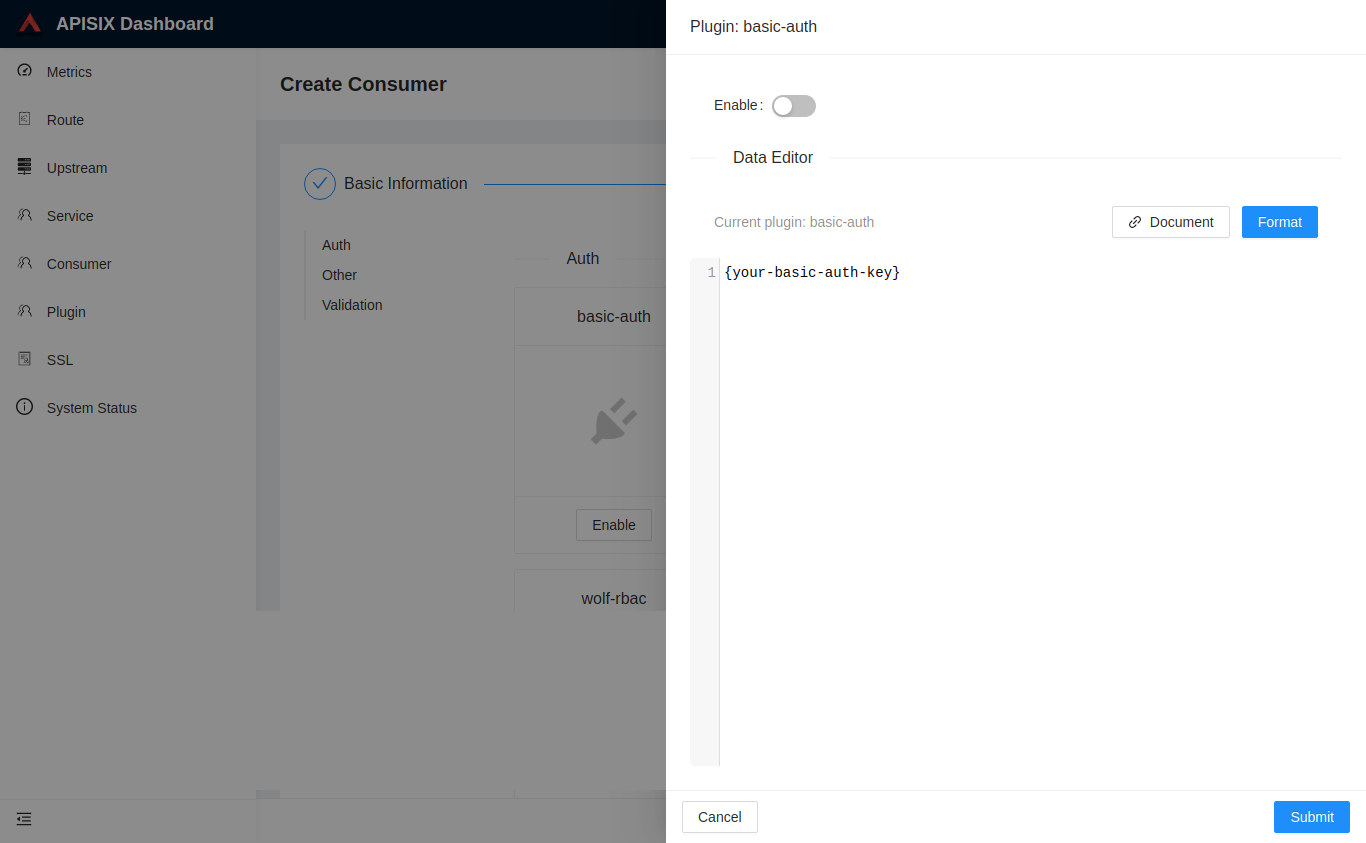 APISIX Dashboard
Metrics
Route
Upstream
Service
Consumer
Plugin
SSL
System Status
Create Consumer
Basic Information
Auth
Other
Validation
Auth
basic-auth
Enable
wolf-rbac
Plugin: basic-auth
Enable :
Data Editor
Current plugin: basic-auth
Document
Format
1 {your-basic-auth-key}
Cancel
Submit